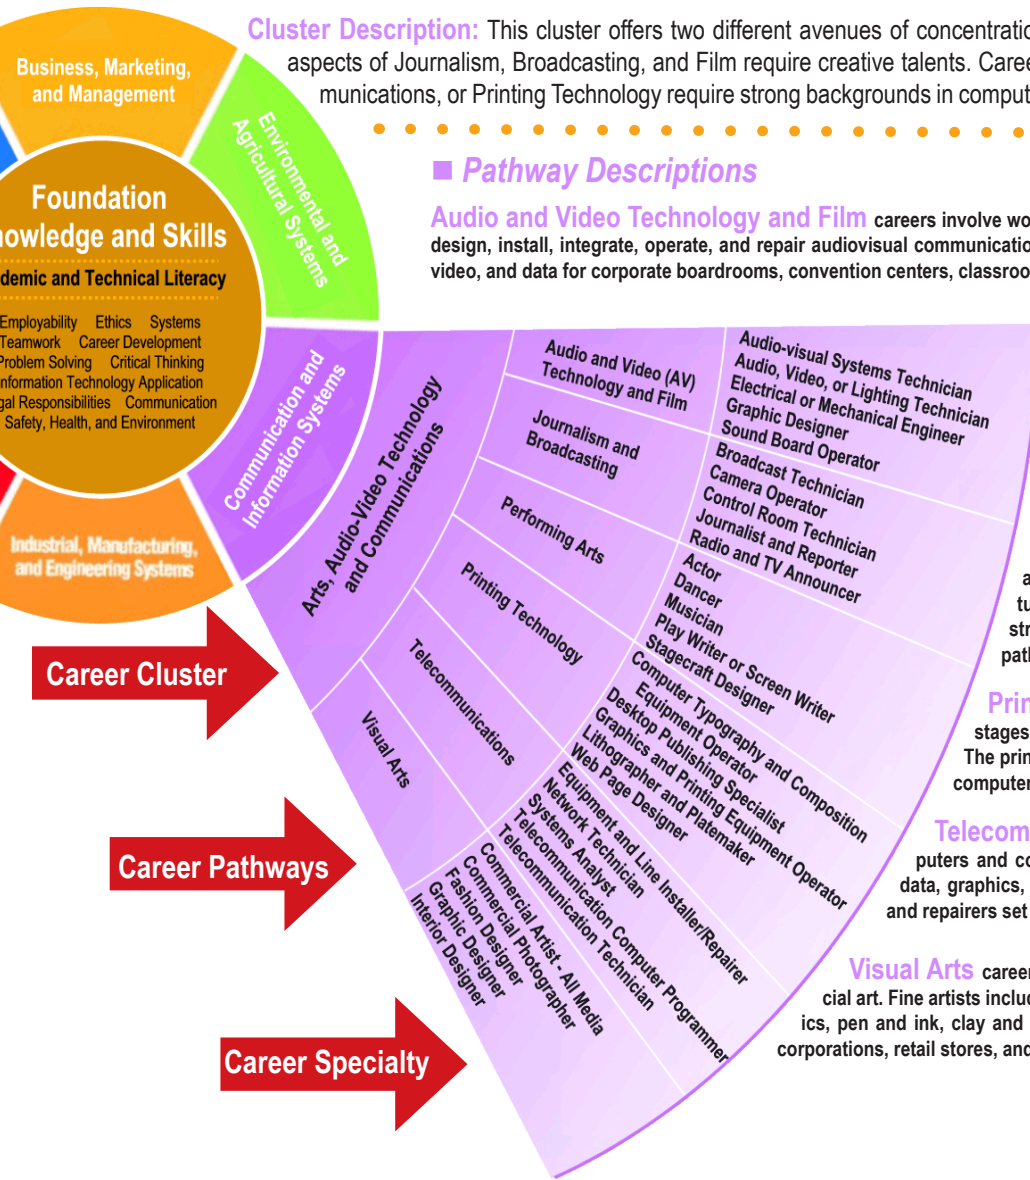 Cluster Description: This cluster offers two different avenues of concentratio
aspects of Journalism, Broadcasting, and Film require creative talents. Caree
munications, or Printing Technology require strong backgrounds in comput
Business, Marketing,
and Management
Environmental and
Agricultural Systems
Foundation
nowledge and Skills
demic and Technical Literacy
Employability Ethics Systems
Teamwork Career Development
Problem Solving Critical Thinking
nformation Technology Application
gal Responsibilities Communication
Safety, Health, and Environment
Communication and
Information Systems
Industrial, Manufacturing,
and Engineering Systems
Pathway Descriptions
Audio and Video Technology and Film careers involve wo
design, install, integrate, operate, and repair audiovisual communicatio
video, and data for corporate boardrooms, convention centers, classroo
Arts, Audio-Video Technology
and Communications
Audio and Video (AV)
Technology and Film
Journalism and
Broadcasting
Performing Arts
Printing Technology
Telecommunications
Visual Arts
Audio-visual Systems Technician
Audio, Video, or Lighting Technician
Electrical or Mechanical Engineer
Graphic Designer
Sound Board Operator
Broadcast Technician
Camera Operator
Control Room Technician
Journalist and Reporter
Radio and TV Announcer
Actor
Dancer
Musician
Play Writer or Screen Writer
Stagecraft Designer
Computer Typography and Composition
Equipment Operator
Desktop Publishing Specialist
Graphics and Printing Equipment Operator
Lithographer and Platemaker
Web Page Designer
Equipment and Line Installer/Repairer
Network Technician
Systems Analyst
Telecommunication Computer Programmer
Telecommunication Technician
Commercial Artist - All Media
Commercial Photographer
Fashion Designer
Graphic Designer
Interior Designer
Career Cluster
Career Pathways
Career Specialty
a
tu
str
path
Prin
stages
The prin
computer
Telecom
puters and co
data, graphics,
and repairers set
Visual Arts career
cial art. Fine artists includ
ics, pen and ink, clay and
corporations, retail stores, and